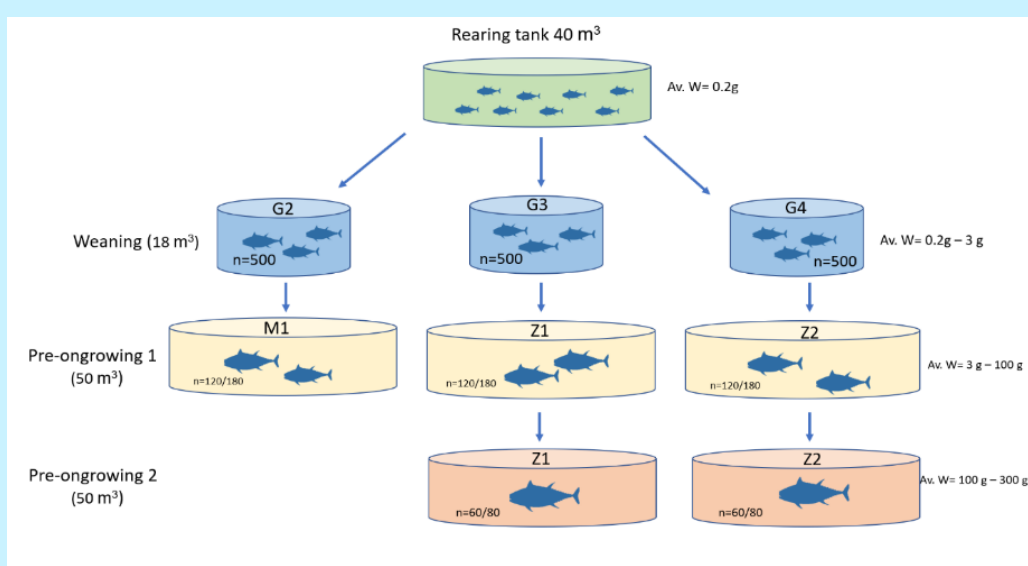 Rearing tank 40 m³
Av. W= 0.2g
G2
G3
G4
Weaning (18 m³)
n=500
n=500
n=500
Av. W= 0.2g – 3 g
M1
Z1
Z2
Pre-ongrowing 1
(50 m³)
n=120/180
n=120/180
n=120/180
Av. W= 3 g – 100 g
Z1
Z2
Pre-ongrowing 2
(50 m³)
n=60/80
n=60/80
Av. W= 100 g – 300 g